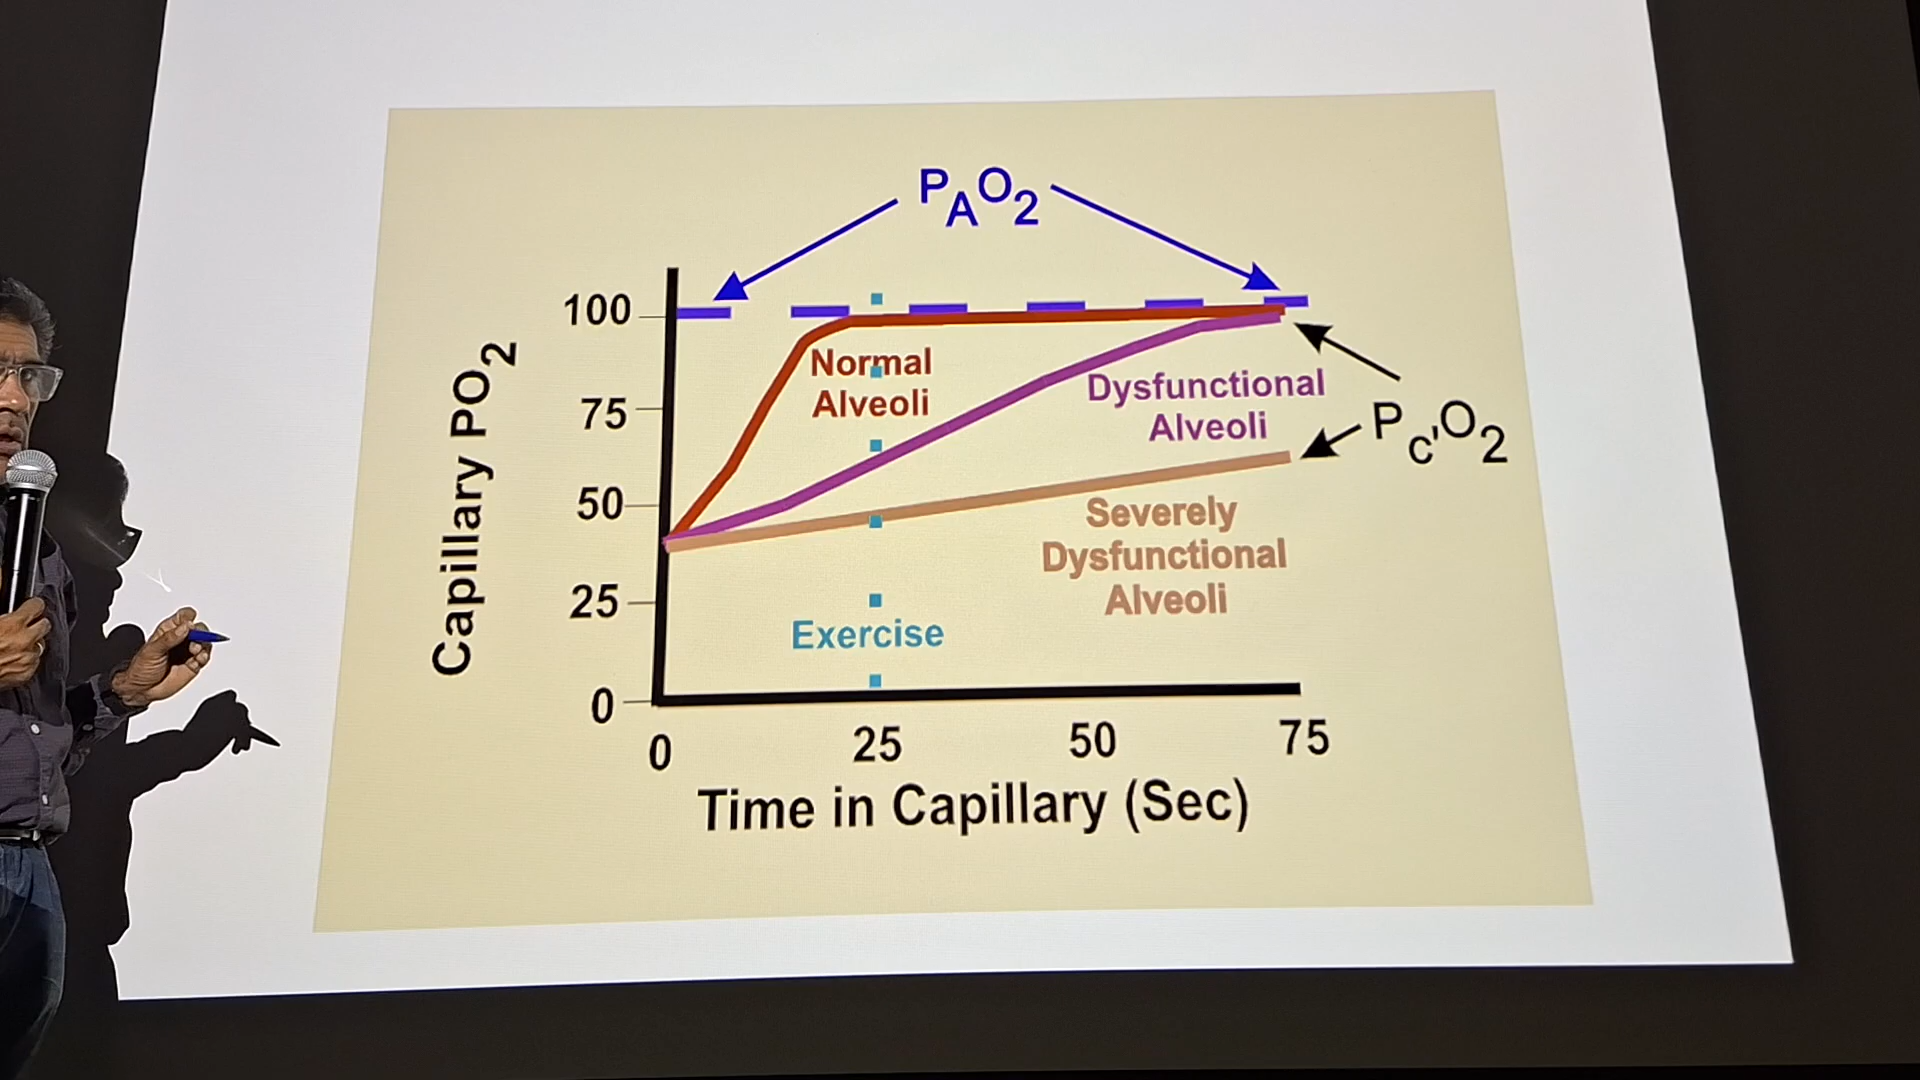 PAO2
100
75
50
25
0
Capillary PO2
Normal
Alveoli
Dysfunctional
Alveoli
Pc'O2
Severely
Dysfunctional
Alveoli
Exercise
0 25 50 75
Time in Capillary (Sec)